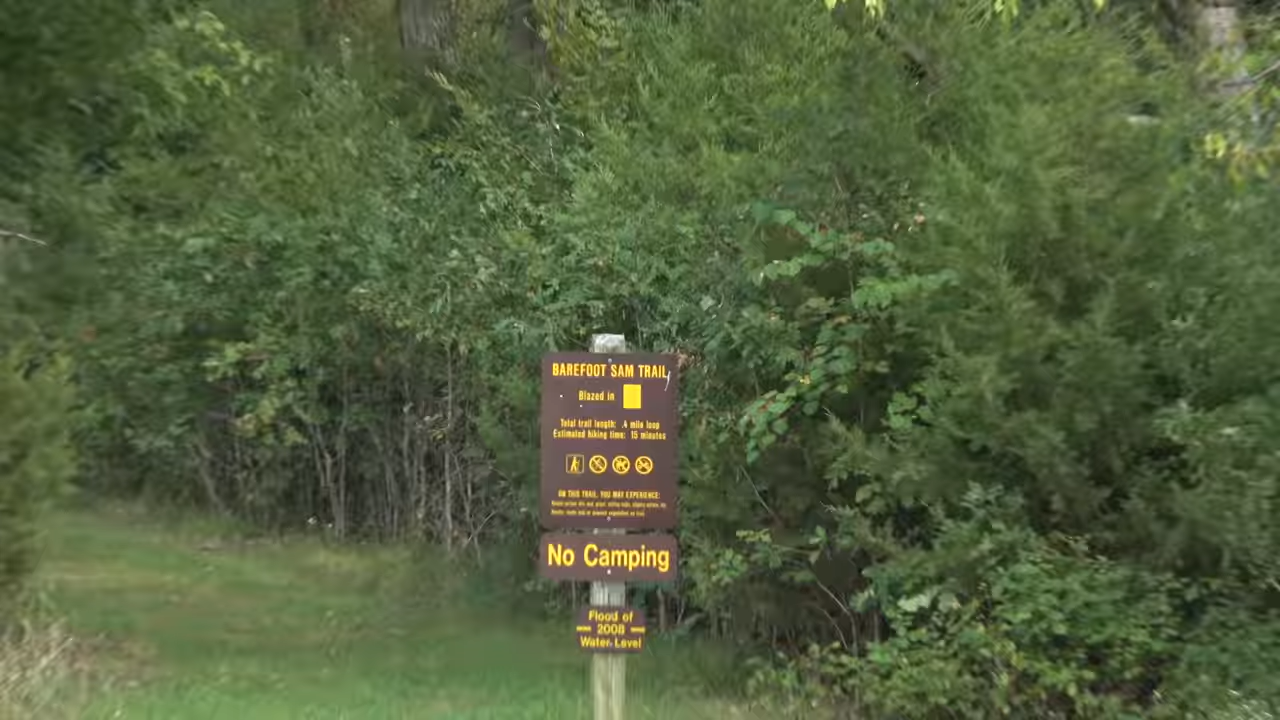 BAREFOOT SAM TRAIL
Blazed in
Total trail length: .4 mile loop
Estimated hiking time: 15 minutes
ON THIS TRAIL, YOU MAY EXPERIENCE:
No Camping
Flood of
2008
Water Level